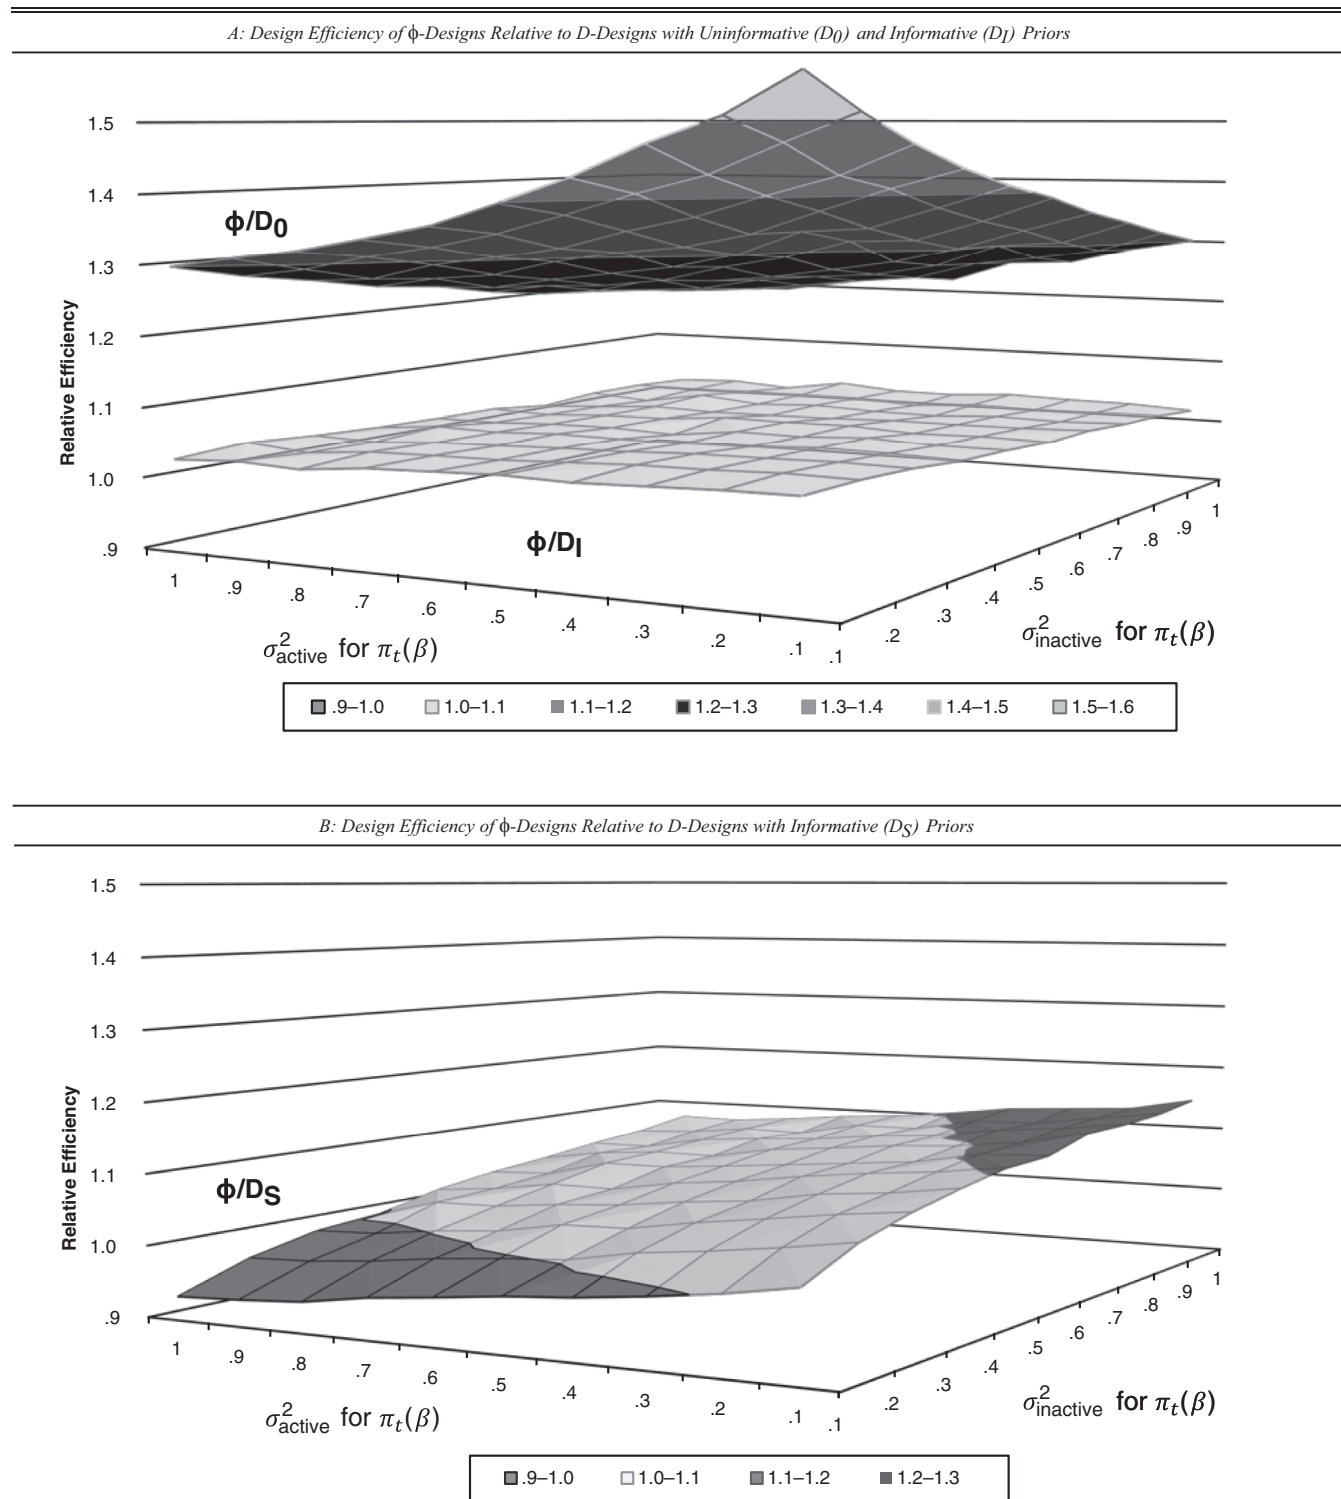 A: Design Efficiency of ϕ-Designs Relative to D-Designs with Uninformative (D0) and Informative (DI) Priors
1.5
1.4
ϕ/D0
1.3
1.2
1.1
1.0
.9
Relative Efficiency
ϕ/DI
1 .9 .8 .7 .6 .5 .4 .3 .2 .1
.1 .2 .3 .4 .5 .6 .7 .8 .9 1
σ²active for πt(β)
σ²inactive for πt(β)
.9–1.0 1.0–1.1 1.1–1.2 1.2–1.3 1.3–1.4 1.4–1.5 1.5–1.6
B: Design Efficiency of ϕ-Designs Relative to D-Designs with Informative (DS) Priors
1.5
1.4
1.3
1.2
1.1
ϕ/DS
1.0
.9
Relative Efficiency
1 .9 .8 .7 .6 .5 .4 .3 .2 .1
.1 .2 .3 .4 .5 .6 .7 .8 .9 1
σ²active for πt(β)
σ²inactive for πt(β)
.9–1.0 1.0–1.1 1.1–1.2 1.2–1.3